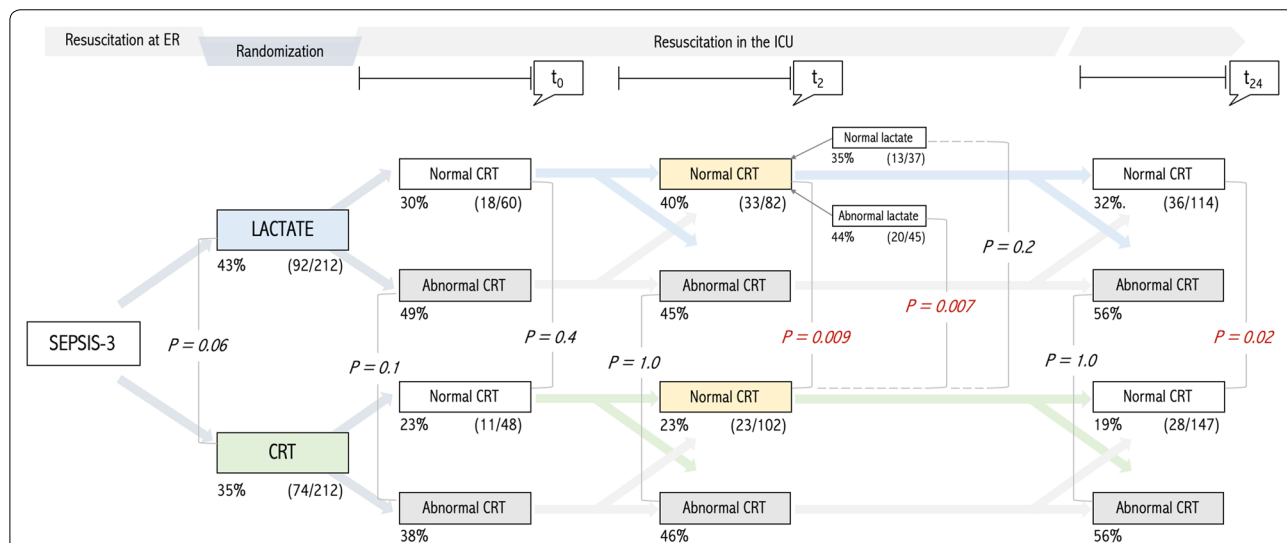 Resuscitation at ER
Randomization
Resuscitation in the ICU
t0
t2
t24
Normal lactate
35% (13/37)
Normal CRT
30% (18/60)
Normal CRT
40% (33/82)
Normal CRT
32%. (36/114)
Abnormal lactate
44% (20/45)
LACTATE
43% (92/212)
P = 0.2
Abnormal CRT
49%
Abnormal CRT
45%
Abnormal CRT
56%
P = 0.007
SEPSIS-3
P = 0.06
P = 0.4
P = 0.009
P = 0.02
P = 0.1
P = 1.0
P = 1.0
Normal CRT
23% (11/48)
Normal CRT
23% (23/102)
Normal CRT
19% (28/147)
CRT
35% (74/212)
Abnormal CRT
38%
Abnormal CRT
46%
Abnormal CRT
56%